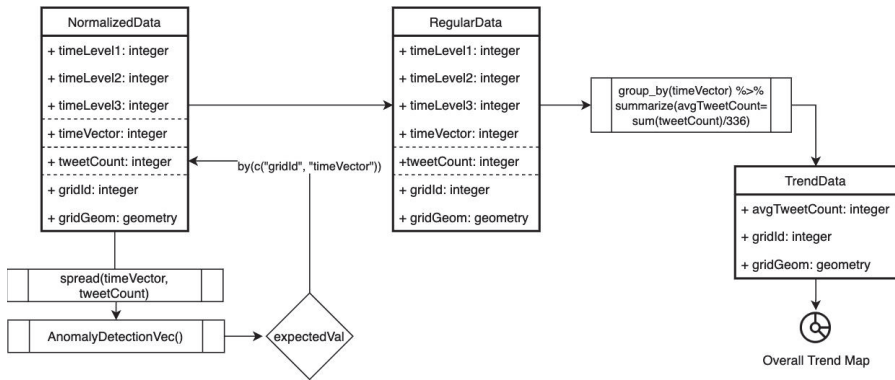 NormalizedData
+ timeLevel1: integer
+ timeLevel2: integer
+ timeLevel3: integer
+ timeVector: integer
+ tweetCount: integer
+ gridId: integer
+ gridGeom: geometry
spread(timeVector,
tweetCount)
AnomalyDetectionVec()
expectedVal
by(c("gridId", "timeVector"))
RegularData
+ timeLevel1: integer
+ timeLevel2: integer
+ timeLevel3: integer
+ timeVector: integer
+tweetCount: integer
+ gridId: integer
+ gridGeom: geometry
group_by(timeVector) %>%
summarize(avgTweetCount=
sum(tweetCount)/336)
TrendData
+ avgTweetCount: integer
+ gridId: integer
+ gridGeom: geometry
Overall Trend Map